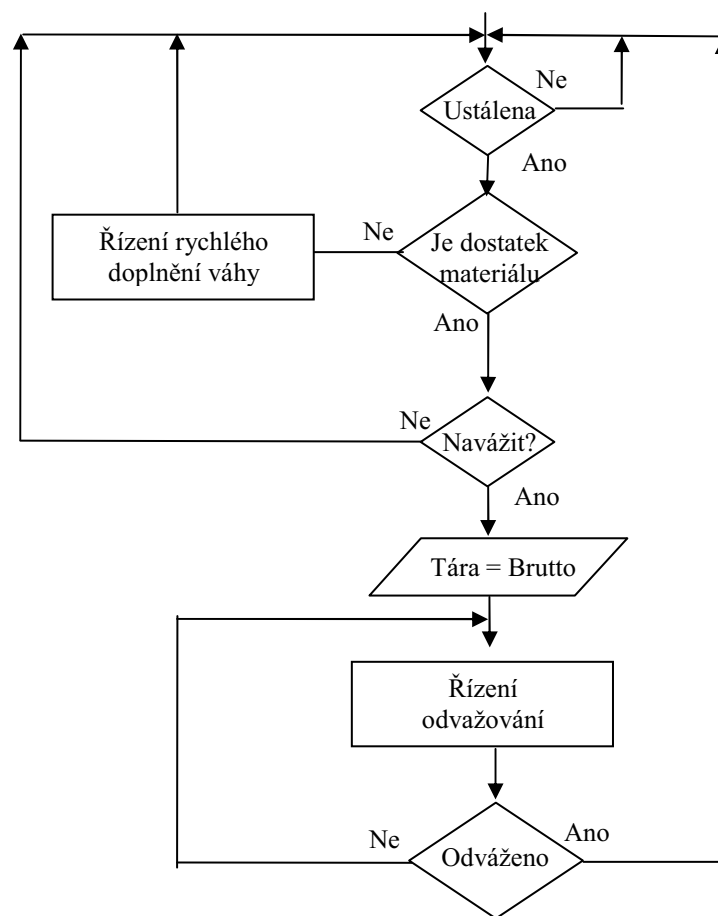 Ne
Ustálena
Ano
Řízení rychlého
doplnění váhy
Ne
Je dostatek
materiálu
Ano
Ne
Navážit?
Ano
Tára = Brutto
Řízení
odvažování
Ne
Ano
Odváženo